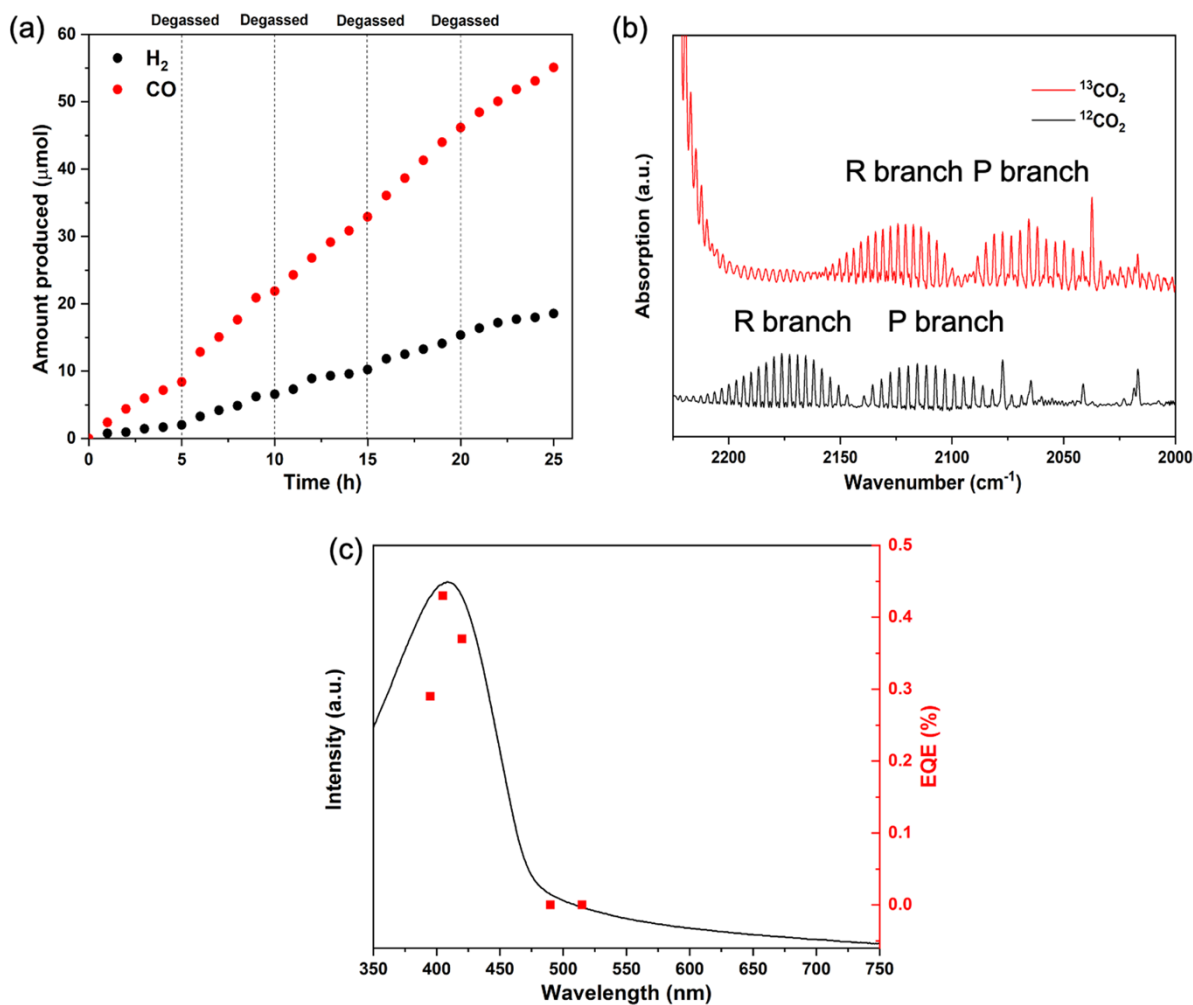 (a)
Degassed Degassed Degassed Degassed
H₂
CO
Amount produced (μmol)
60
50
40
30
20
10
0
0 5 10 15 20 25
Time (h)
(b)
¹³CO₂
¹²CO₂
R branch P branch
R branch P branch
Absorption (a.u.)
2200 2150 2100 2050 2000
Wavenumber (cm⁻¹)
(c)
Intensity (a.u.)
0.5
0.4
0.3
0.2
0.1
0.0
EQE (%)
350 400 450 500 550 600 650 700 750
Wavelength (nm)